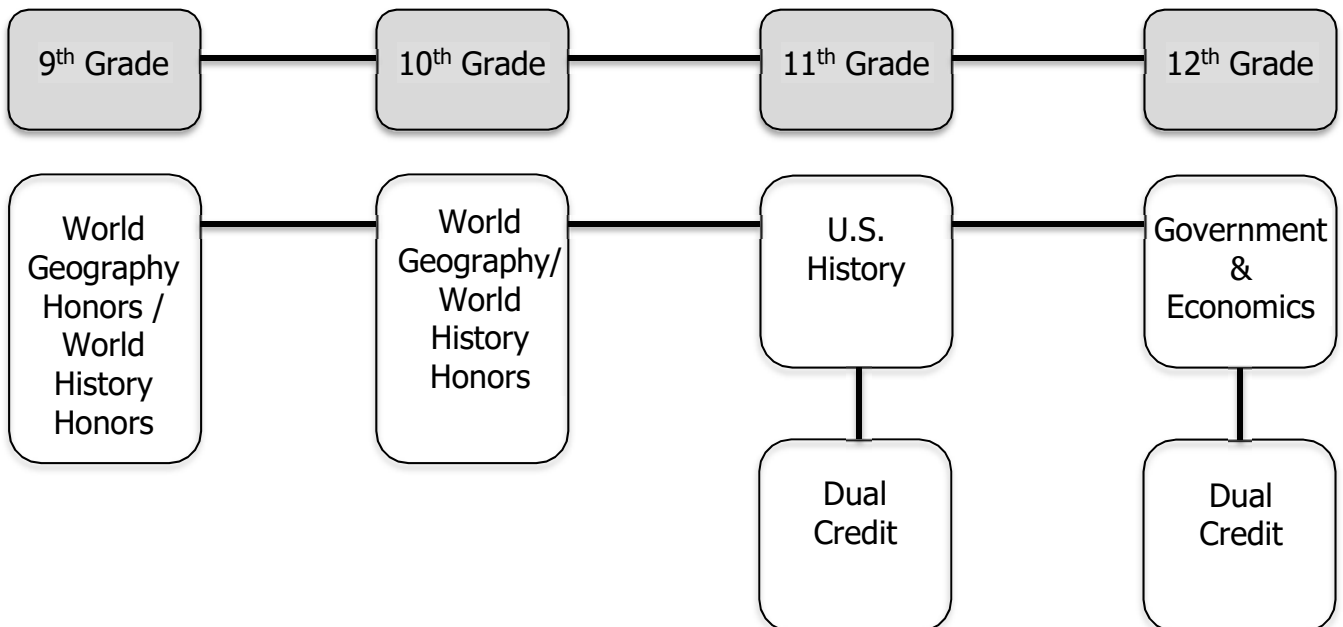 9th Grade
10th Grade
11th Grade
12th Grade
World
Geography
Honors /
World
History
Honors
World
Geography/
World
History
Honors
U.S.
History
Government
&
Economics
Dual
Credit
Dual
Credit